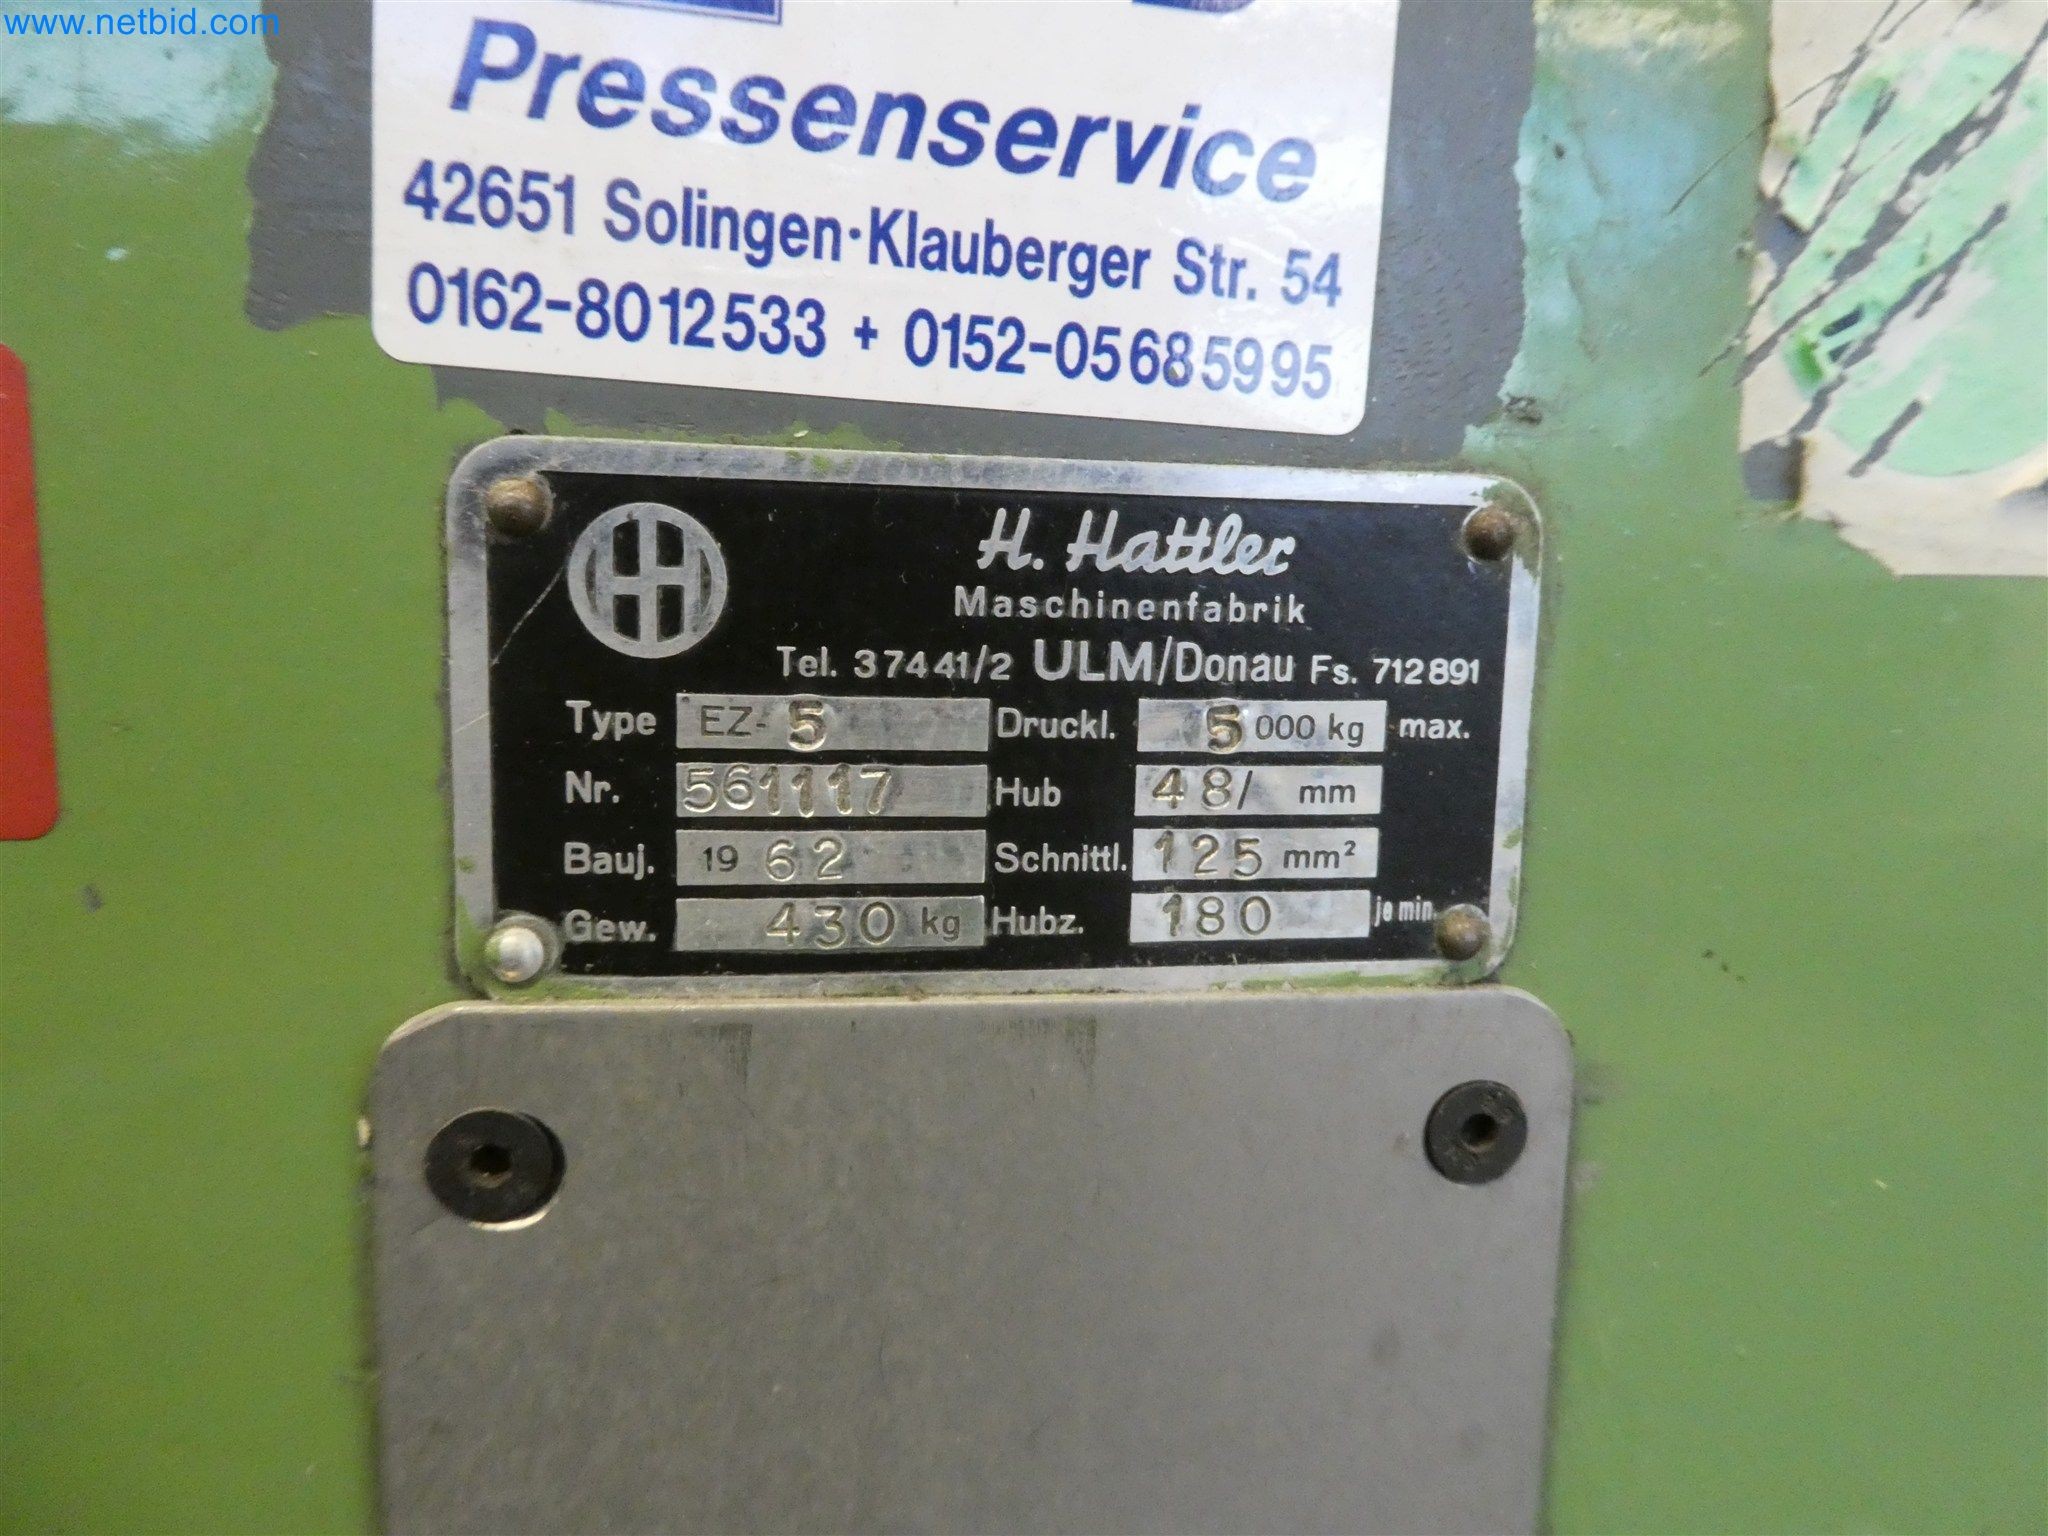 www.netbid.com
Pressenservice
42651 Solingen·Klauberger Str. 54
0162-8012533 + 0152-05685995
H. Hattler
Maschinenfabrik
Tel. 37441/2 ULM/Donau Fs. 712891
Type EZ-5 Druckl. 5000 kg max.
Nr. 561117 Hub 48/ mm
Bauj. 1962 Schnittl. 125 mm²
Gew. 430 kg Hubz. 180 je min.